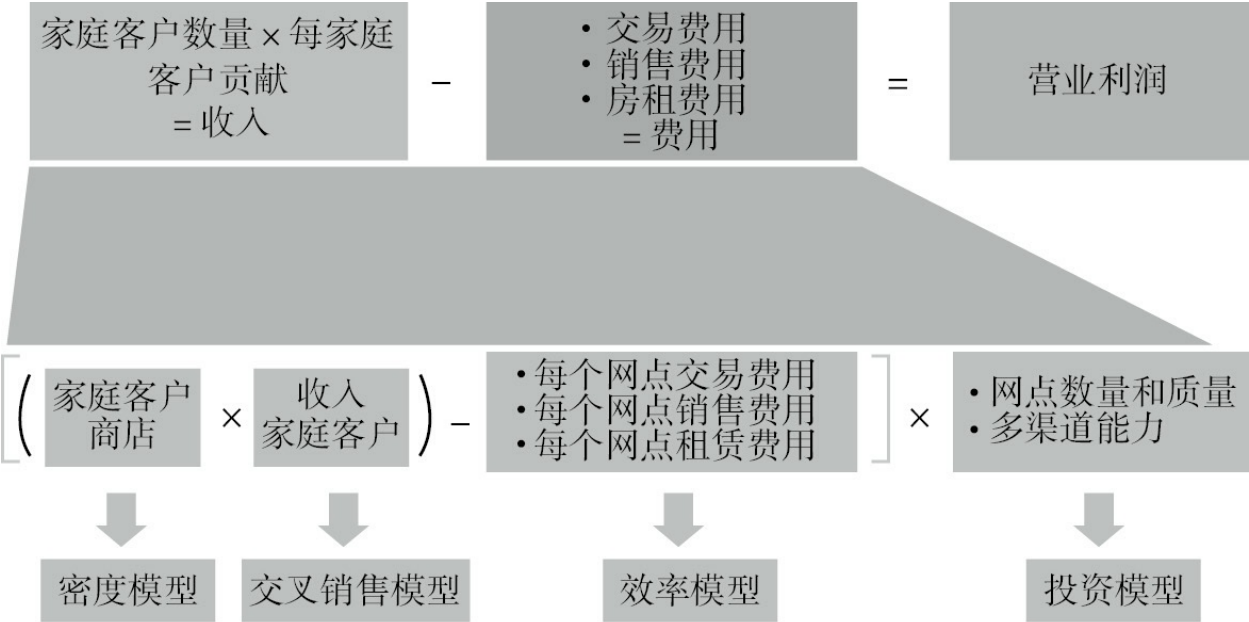 家庭客户数量×每家庭
客户贡献
=收入
−
•交易费用
•销售费用
•房租费用
=费用
=
营业利润
[(
家庭客户
商店
×
收入
家庭客户
)
−
•每个网点交易费用
•每个网点销售费用
•每个网点租赁费用
]
×
•网点数量和质量
•多渠道能力
密度模型
交叉销售模型
效率模型
投资模型